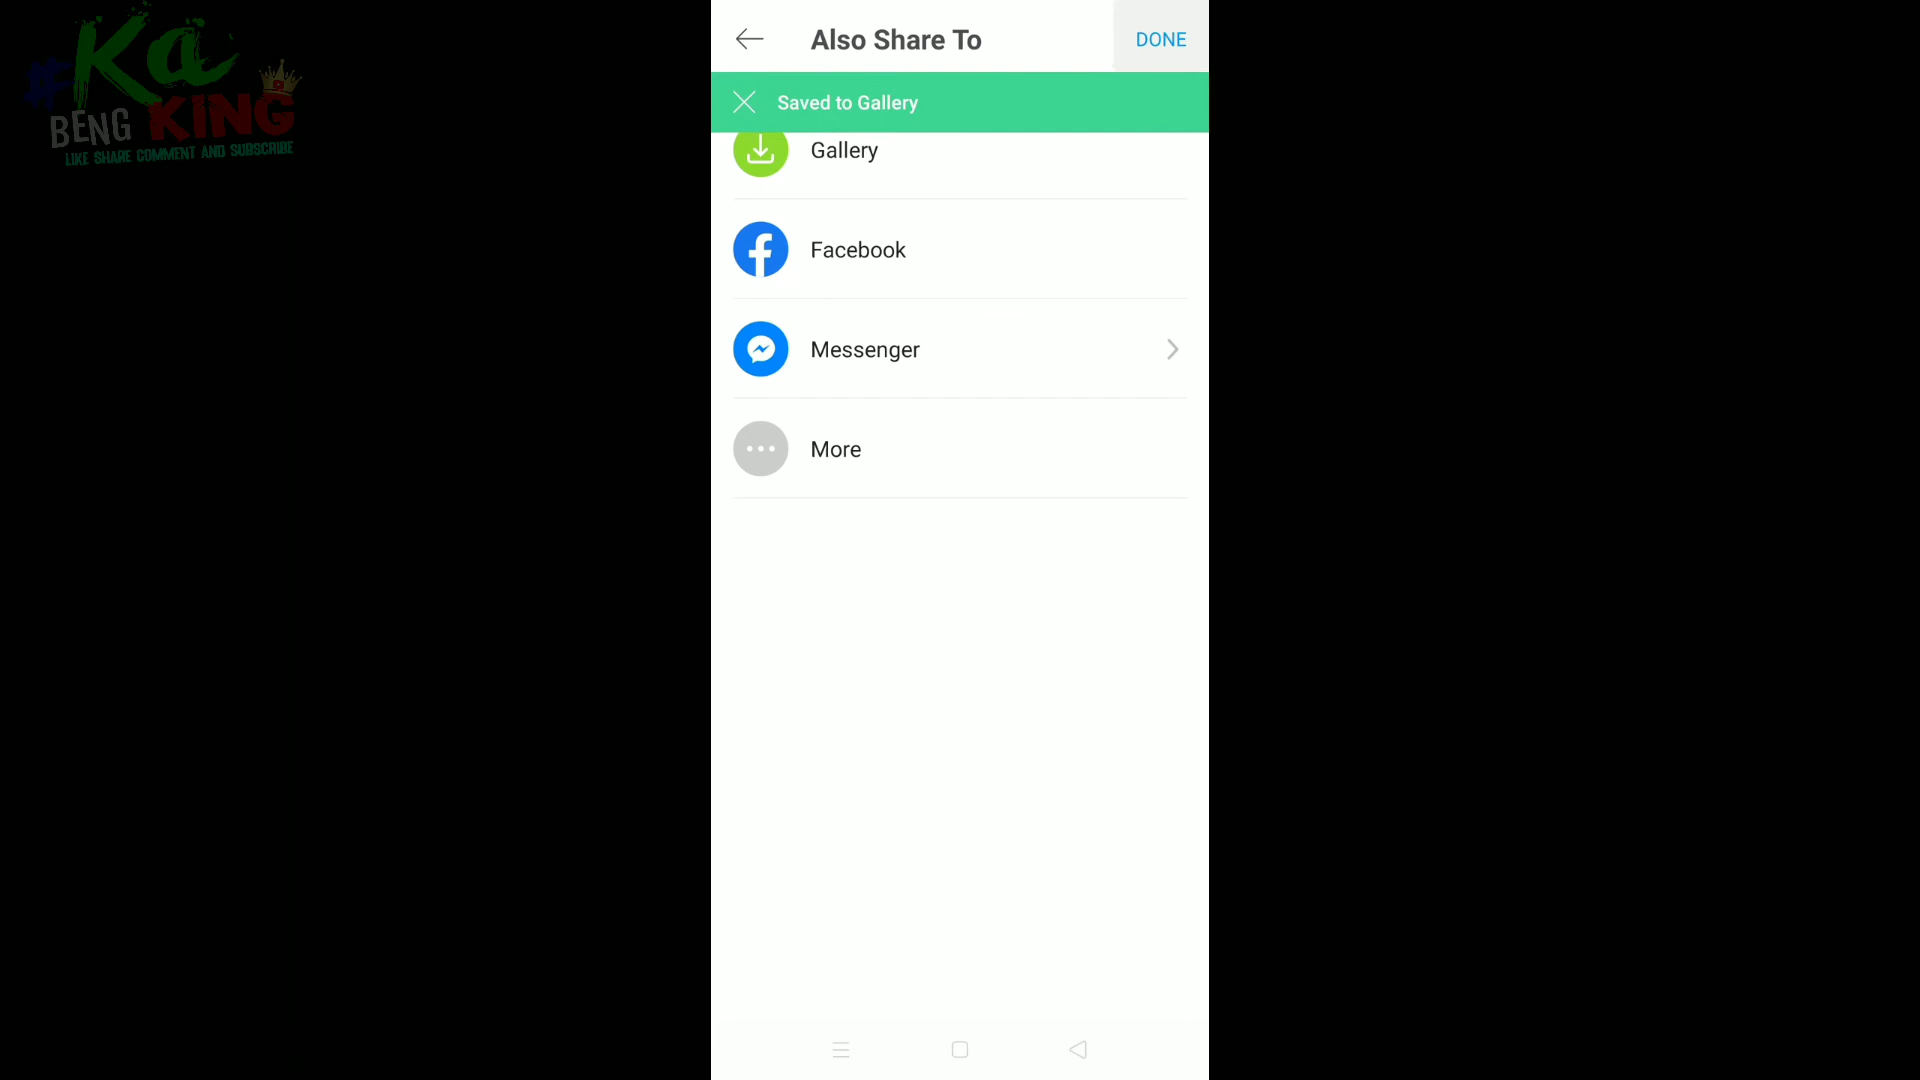 #Ka
BENG KING
LIKE SHARE COMMENT AND SUBSCRIBE
Also Share To
DONE
Saved to Gallery
Gallery
Facebook
Messenger
More